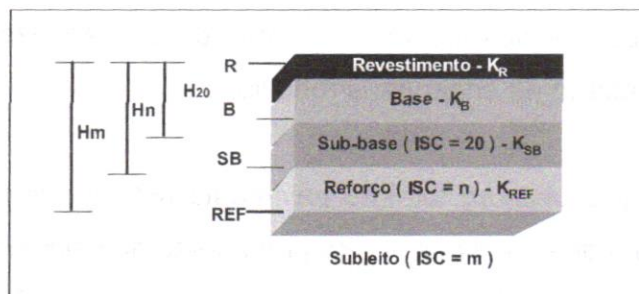 R
Revestimento - KR
H20
Base - KB
Hn
B
Hm
Sub-base ( ISC = 20 ) - KSB
SB
Reforço ( ISC = n ) - KREF
REF
Subleito ( ISC = m )